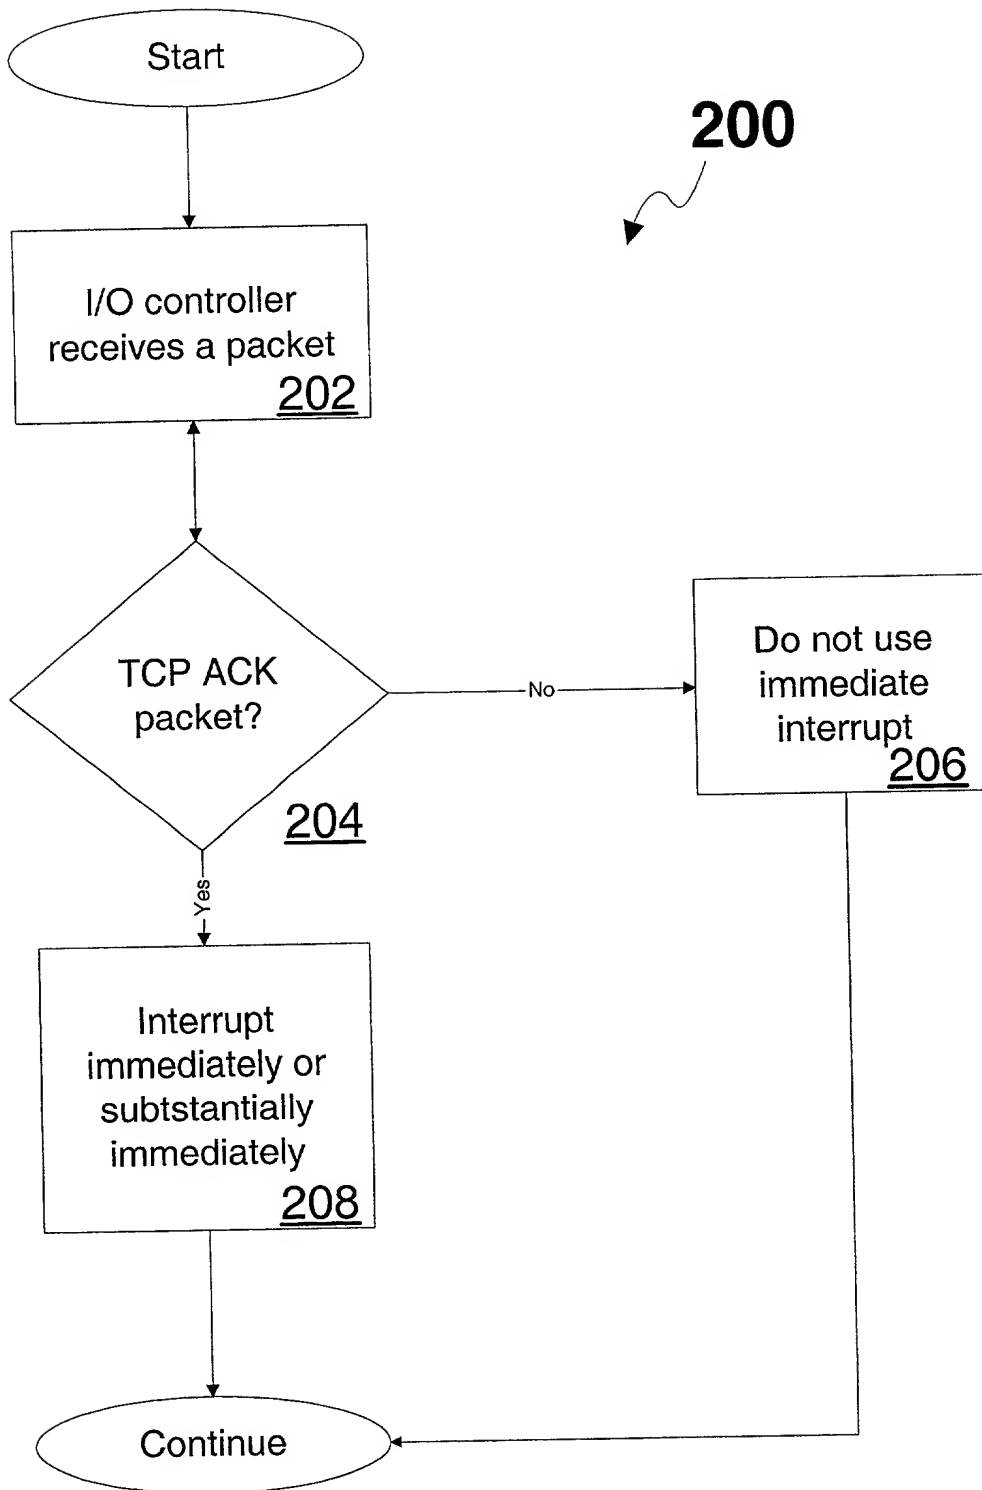 Start
200
I/O controller
receives a packet
202
TCP ACK
packet?
204
No
Do not use
immediate
interrupt
206
Yes
Interrupt
immediately or
subtstantially
immediately
208
Continue